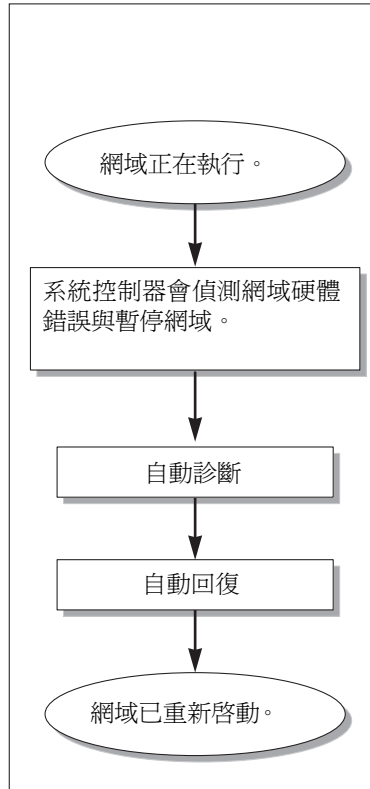 網域正在執行。
系統控制器會偵測網域硬體
錯誤與暫停網域。
自動診斷
自動回復
網域已重新啟動。